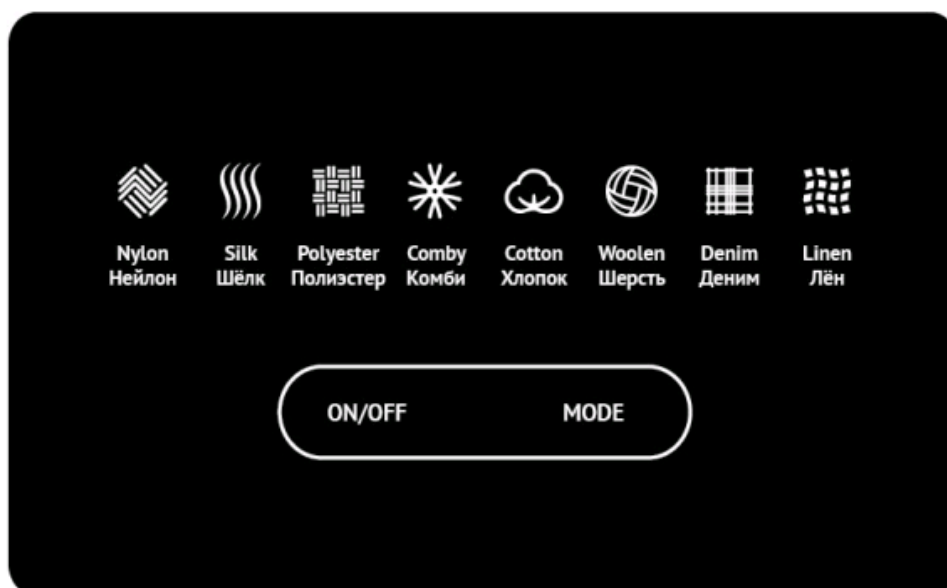 Nylon Silk Polyester Comby Cotton Woolen Denim Linen
Нейлон Шёлк Полиэстер Комби Хлопок Шерсть Деним Лён
ON/OFF MODE